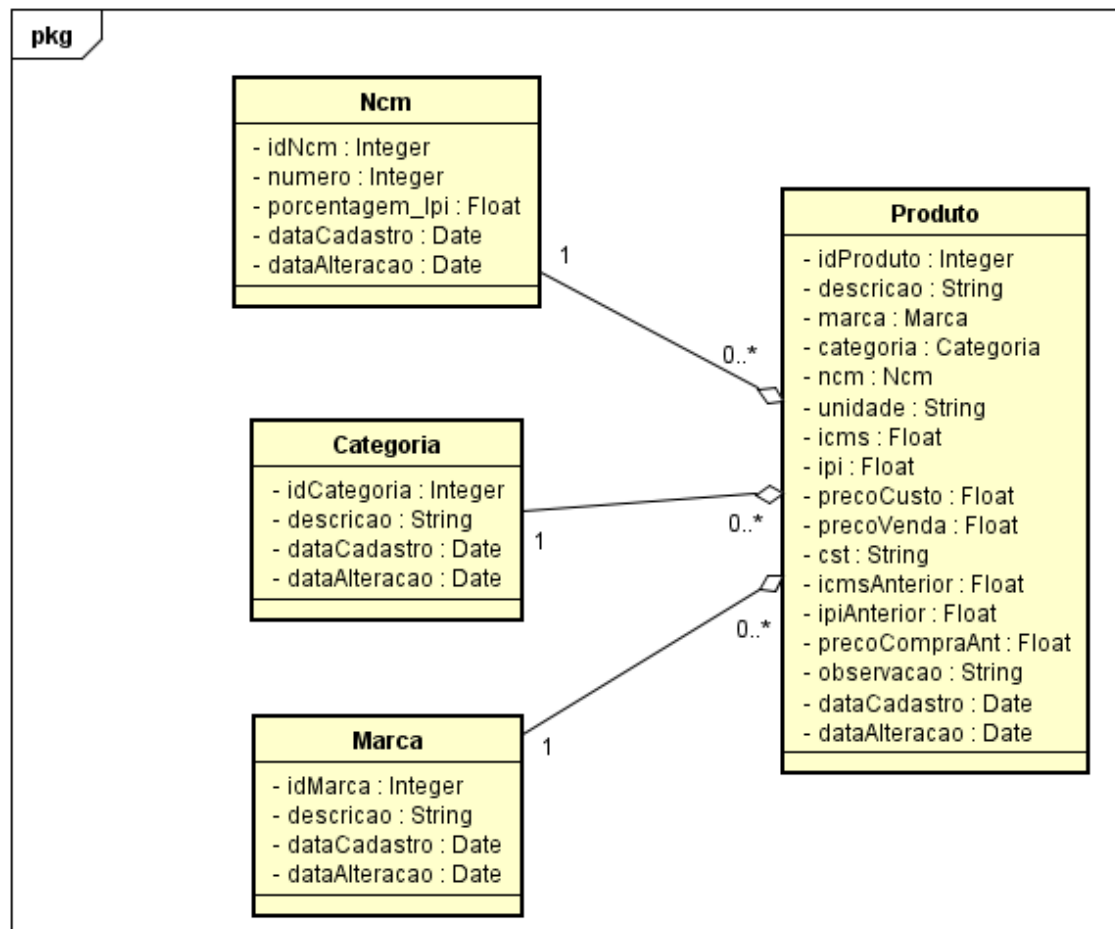 pkg
Ncm
- idNcm : Integer
- numero : Integer
- porcentagem_Ipi : Float
- dataCadastro : Date
- dataAlteracao : Date
1
0..*
Categoria
- idCategoria : Integer
- descricao : String
- dataCadastro : Date
- dataAlteracao : Date
1
0..*
Marca
- idMarca : Integer
- descricao : String
- dataCadastro : Date
- dataAlteracao : Date
1
0..*
Produto
- idProduto : Integer
- descricao : String
- marca : Marca
- categoria : Categoria
- ncm : Ncm
- unidade : String
- icms : Float
- ipi : Float
- precoCusto : Float
- precoVenda : Float
- cst : String
- icmsAnterior : Float
- ipiAnterior : Float
- precoCompraAnt : Float
- observacao : String
- dataCadastro : Date
- dataAlteracao : Date